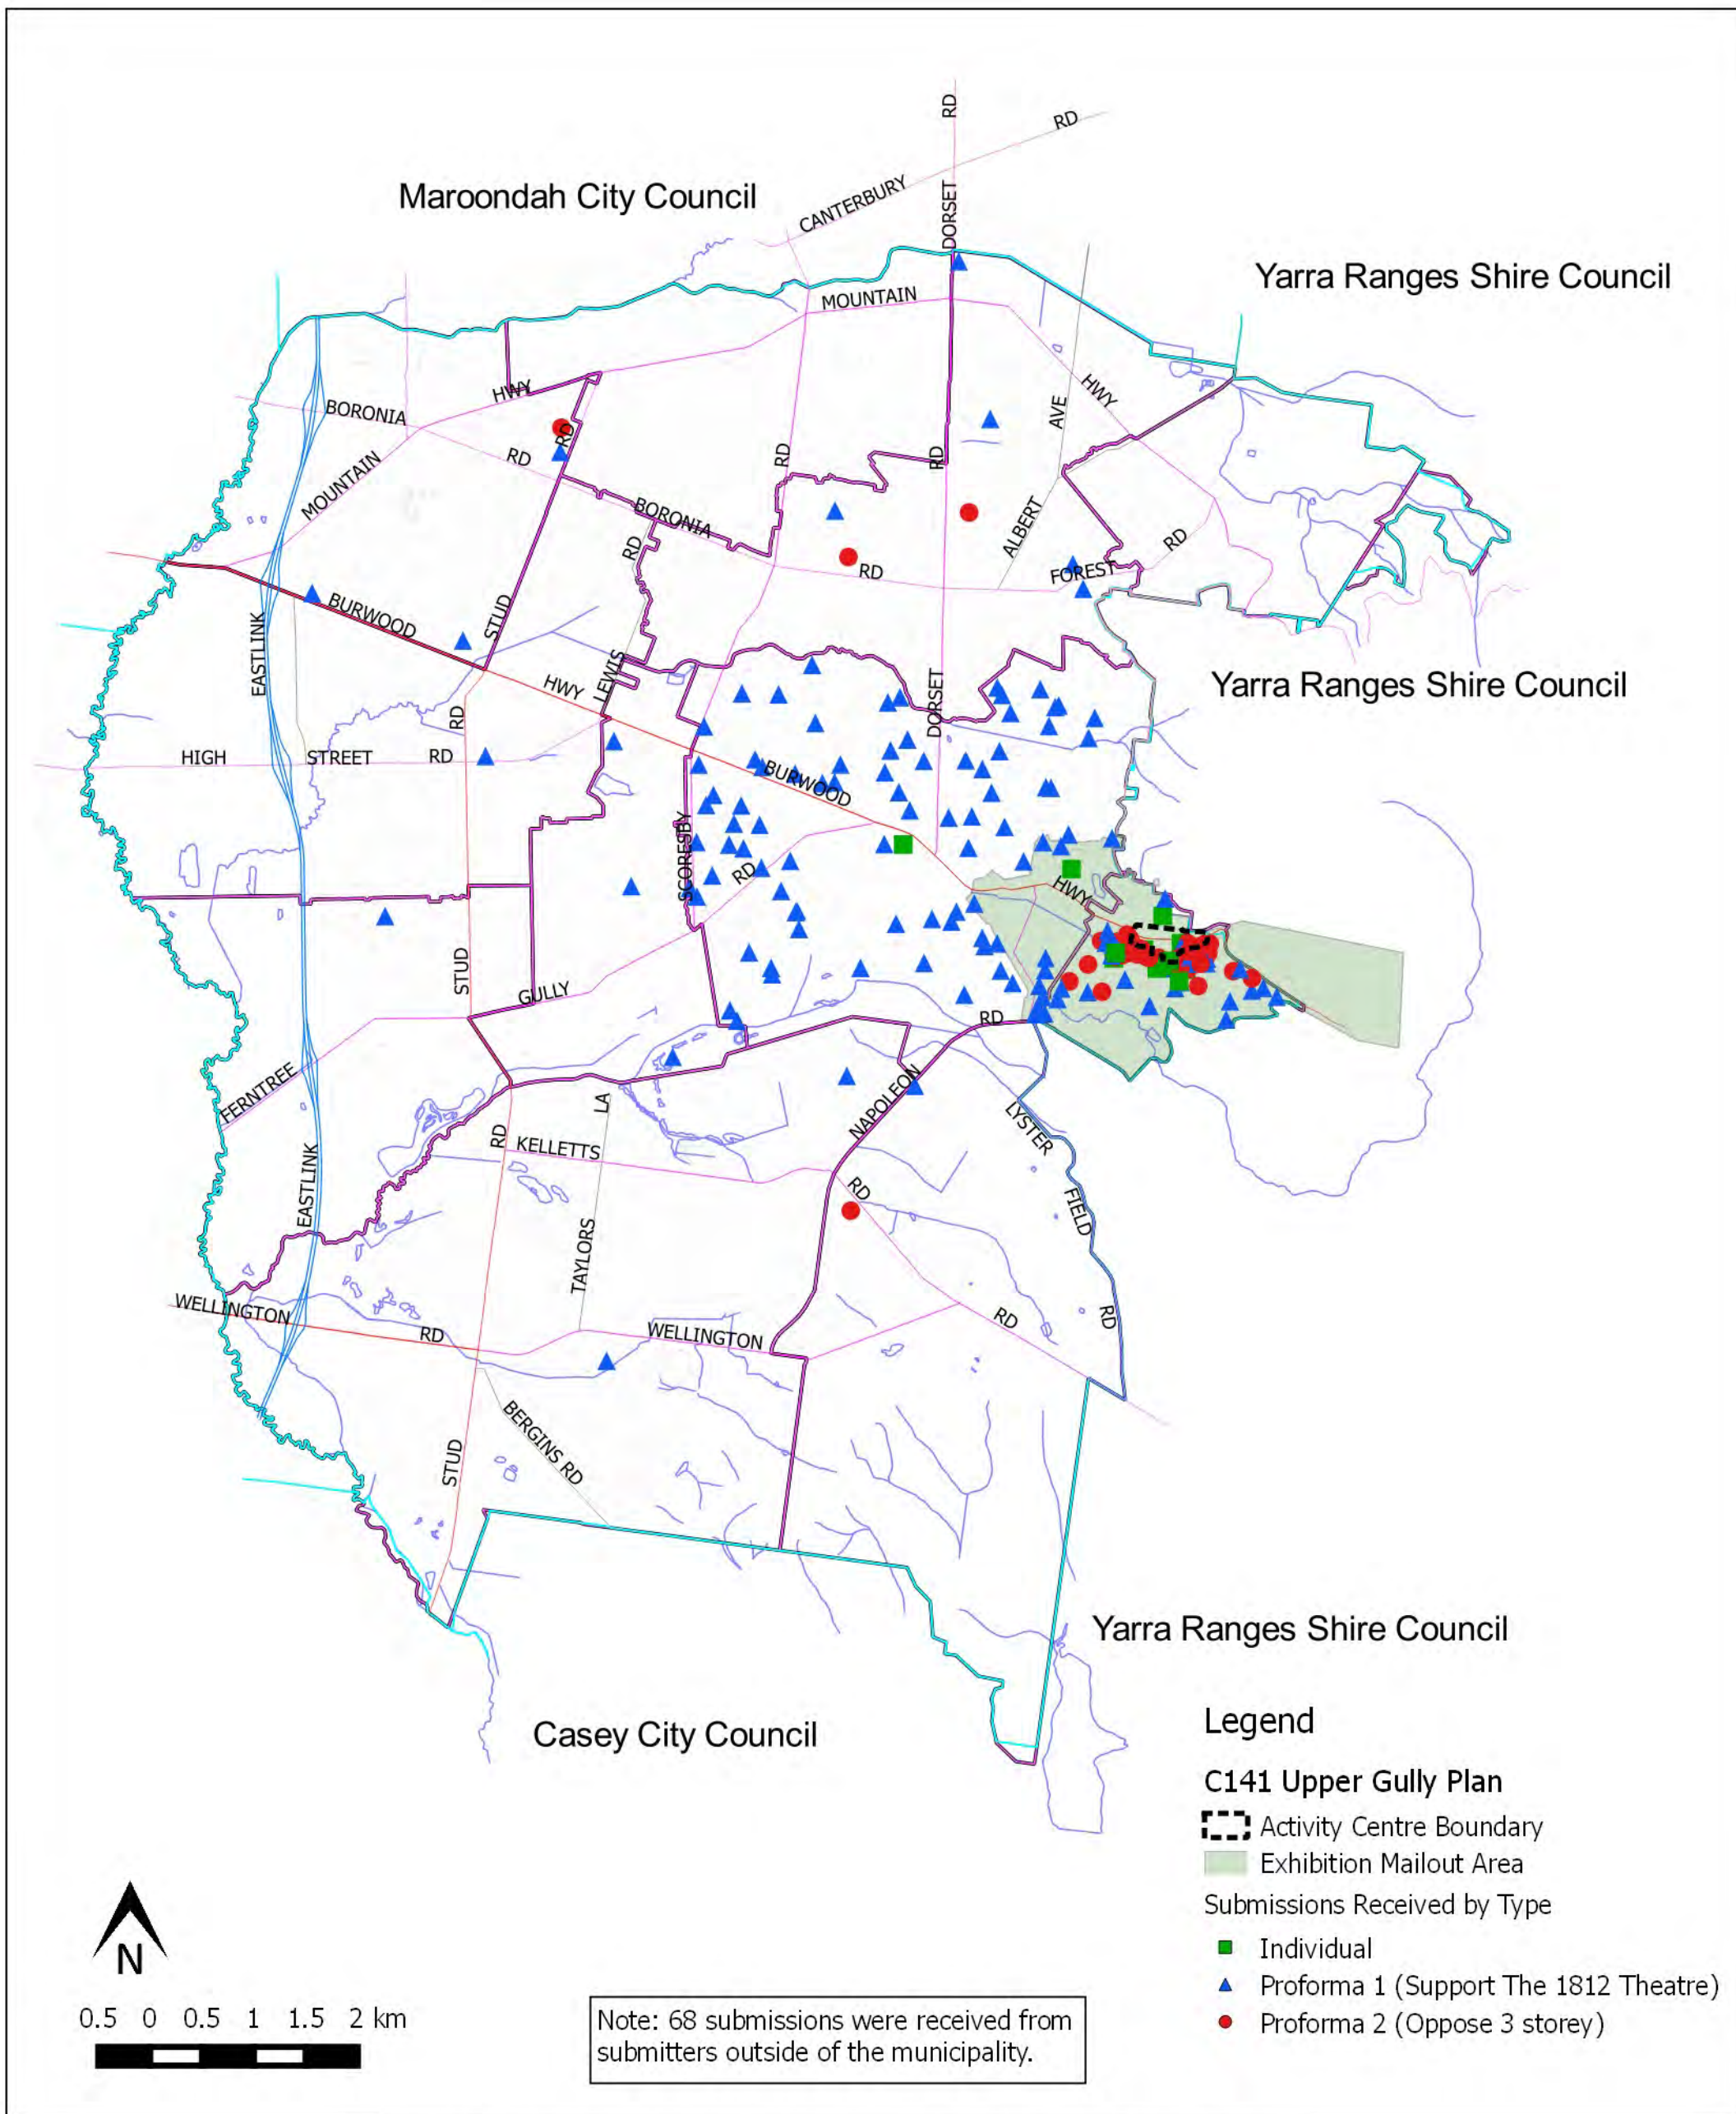 RD
RD
CANTERBURY
DORSET
Maroondah City Council
Yarra Ranges Shire Council
MOUNTAIN
HWY
HWY
BORONIA
AVE
RD
RD
RD
RD
MOUNTAIN
BORONIA
ALBERT
RD
RD
RD
FOREST
BURWOOD
STUD
EASTLINK
LEWIS
HWY
DORSET
Yarra Ranges Shire Council
RD
HIGH
STREET
RD
BURWOOD
SCORESBY
RD
HWY
STUD
GULLY
RD
FERNTREE
LA
NAPOLEON
LYSTER
RD
KELLETTS
EASTLINK
RD
FIELD
TAYLORS
WELLINGTON
RD
WELLINGTON
RD
RD
BERGINS RD
STUD
Yarra Ranges Shire Council
Casey City Council
Legend
C141 Upper Gully Plan
Activity Centre Boundary
Exhibition Mailout Area
Submissions Received by Type
Individual
Proforma 1 (Support The 1812 Theatre)
Proforma 2 (Oppose 3 storey)
N
0.5 0 0.5 1 1.5 2 km
Note: 68 submissions were received from
submitters outside of the municipality.